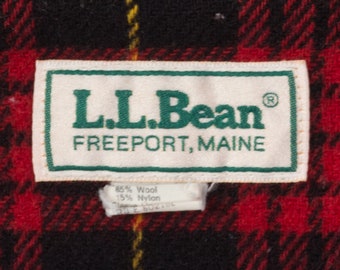 L.L.Bean®
FREEPORT, MAINE
85% Wool
15% Nylon